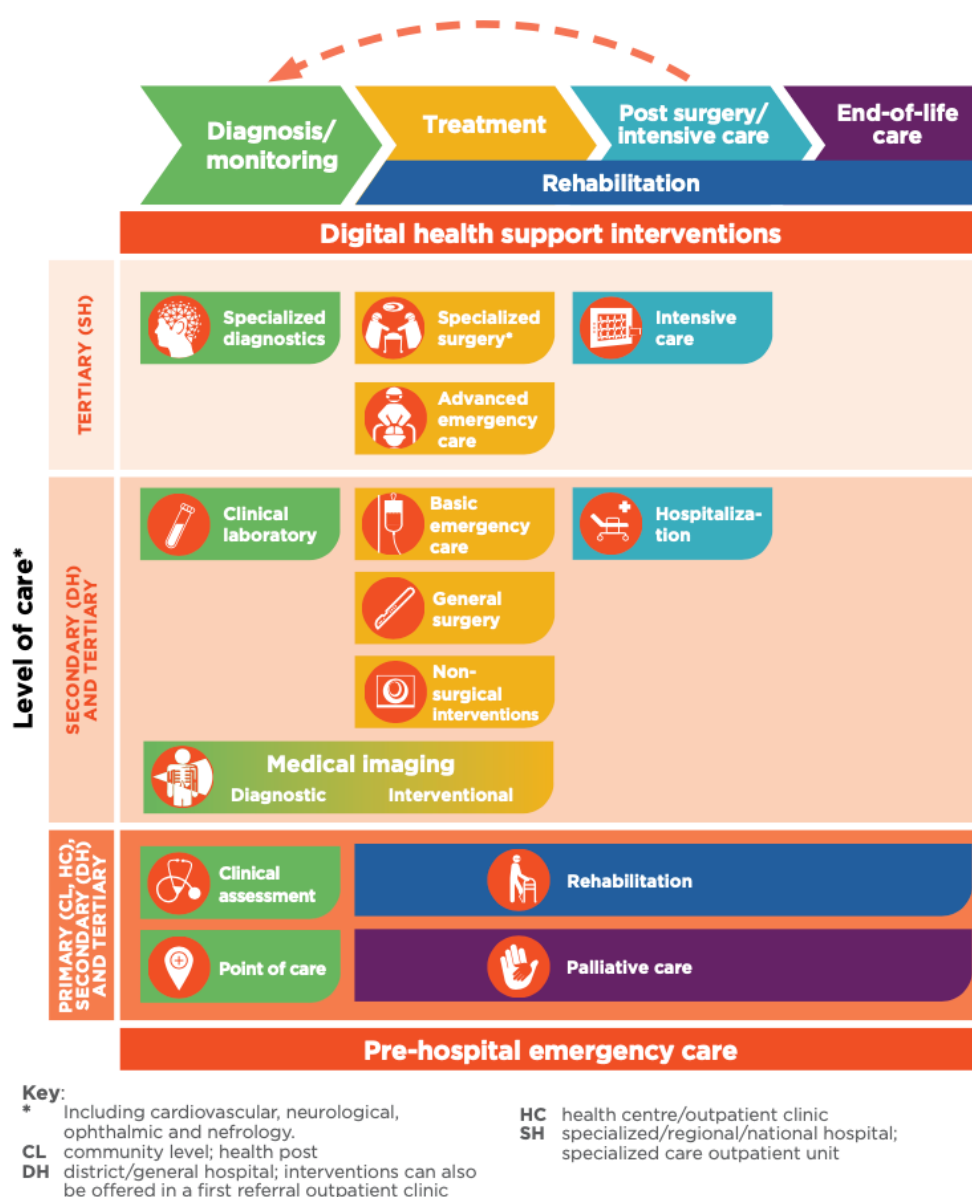 Diagnosis/
monitoring
Treatment
Post surgery/
intensive care
End-of-life
care
Rehabilitation
Digital health support interventions
Level of care*
TERTIARY (SH)
Specialized
diagnostics
Specialized
surgery*
Intensive
care
Advanced
emergency
care
SECONDARY (DH)
AND TERTIARY
Clinical
laboratory
Basic
emergency
care
Hospitaliza-
tion
General
surgery
Non-
surgical
interventions
Medical imaging
Diagnostic Interventional
PRIMARY (CL, HC),
SECONDARY (DH)
AND TERTIARY
Clinical
assessment
Rehabilitation
Point of care
Palliative care
Pre-hospital emergency care
Key:
* Including cardiovascular, neurological,
ophthalmic and nefrology.
CL community level; health post
DH district/general hospital; interventions can also
be offered in a first referral outpatient clinic
HC health centre/outpatient clinic
SH specialized/regional/national hospital;
specialized care outpatient unit